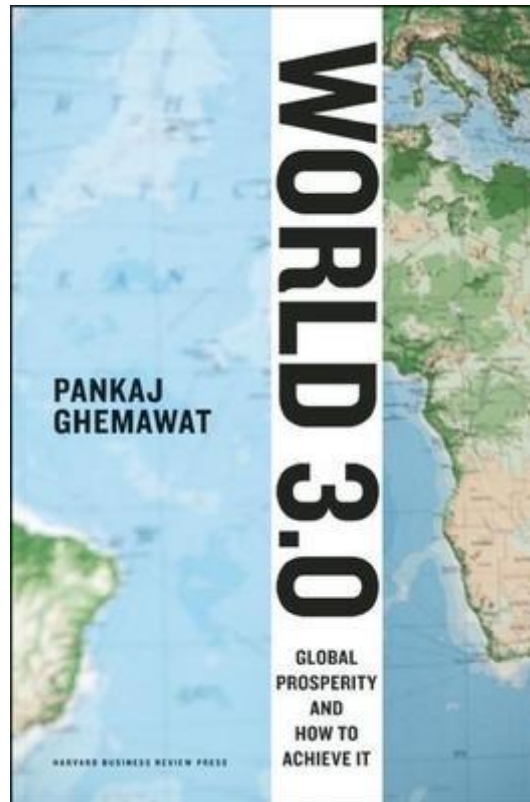 WORLD 3.0
PANKAJ
GHEMAWAT
GLOBAL
PROSPERITY
AND
HOW TO
ACHIEVE IT
HARVARD BUSINESS REVIEW PRESS